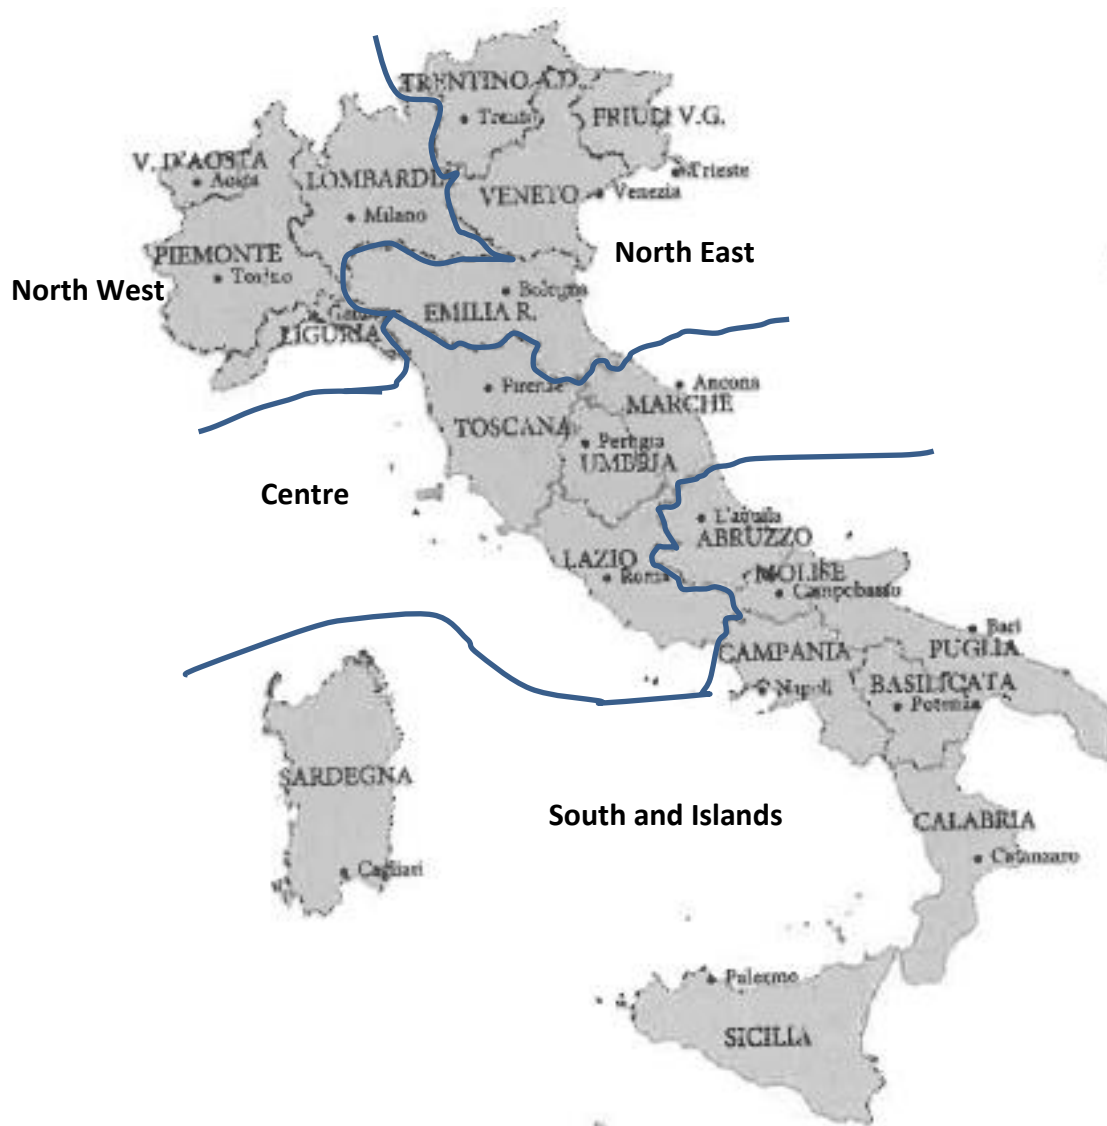 TRENTINO A.D.
Trento
FRIULI V.G.
V. D'AOSTA
Aosta
LOMBARDI
Trieste
VENETO
Venezia
Milano
PIEMONTE
North East
Torino
North West
Bologna
EMILIA R.
LIGURIA
Firenze
Ancona
MARCHE
TOSCANA
Perugia
UMBRIA
Centre
L'aquila
ABRUZZO
LAZIO
Roma
MOLISE
Campobasso
Bari
PUGLIA
CAMPANIA
BASILICATA
Napoli
Potenza
SARDEGNA
South and Islands
CALABRIA
Catanzaro
Cagliari
Palermo
SICILIA